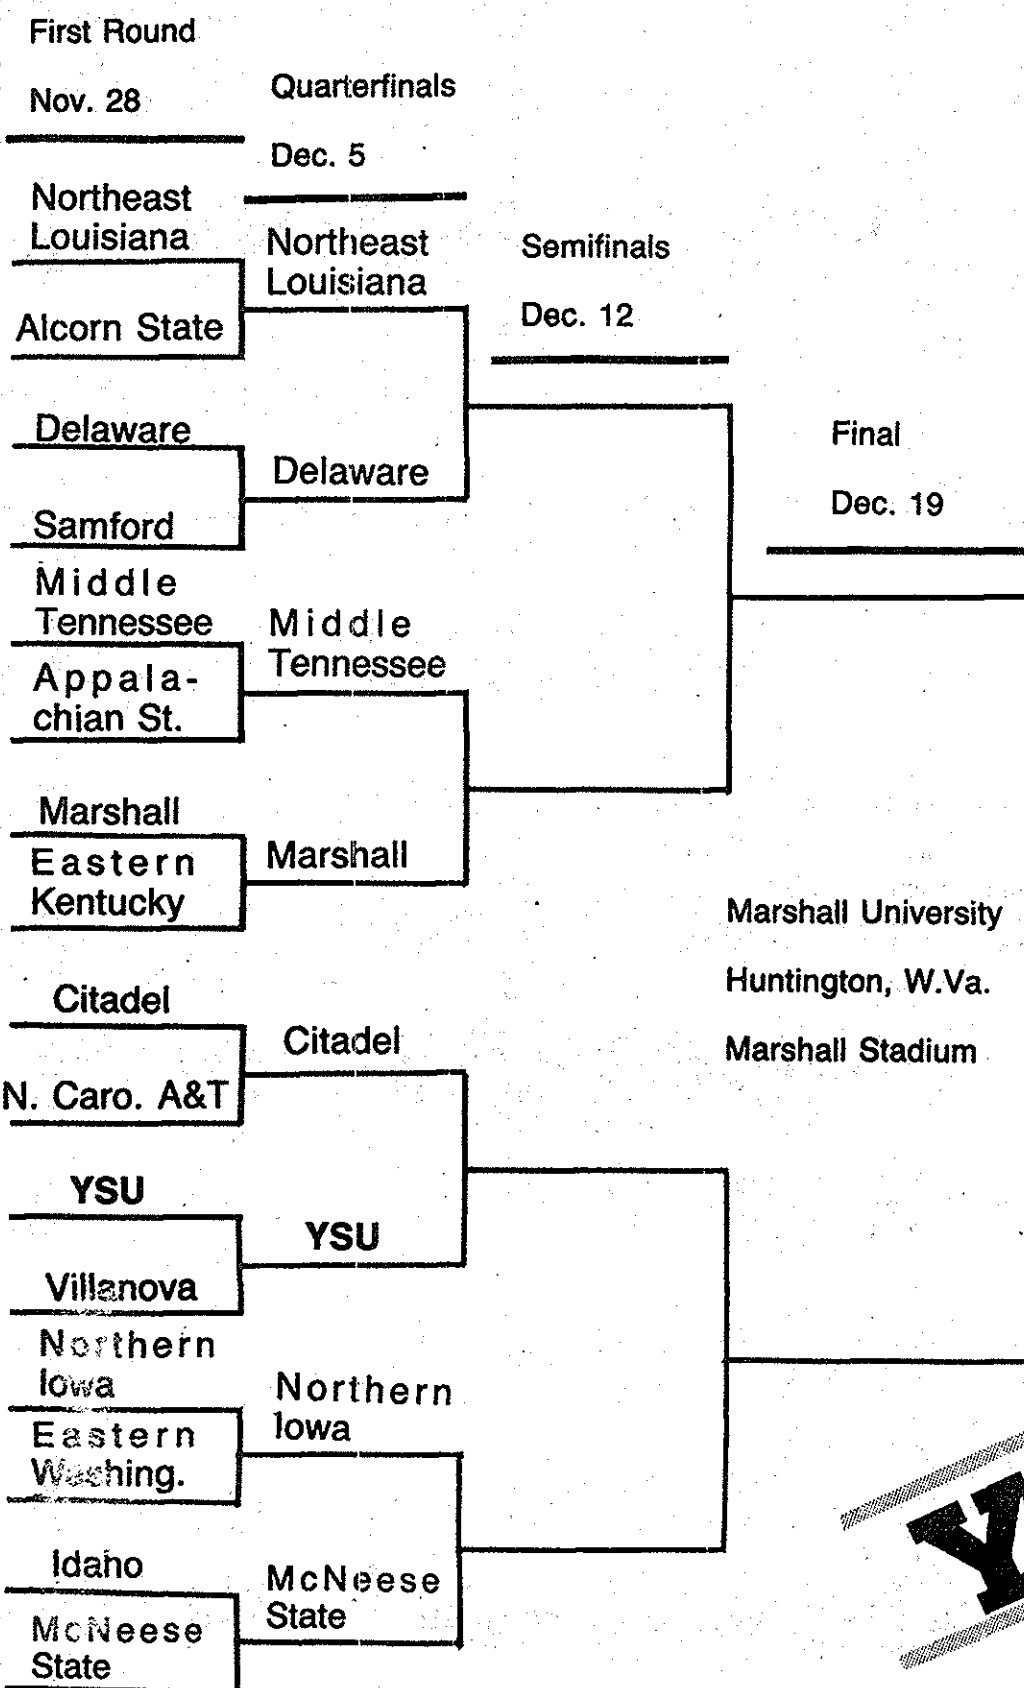 First Round
Nov. 28
Quarterfinals
Dec. 5
Northeast
Louisiana
Alcorn State
Northeast
Louisiana
Semifinals
Dec. 12
Delaware
Samford
Delaware
Final
Dec. 19
Middle
Tennessee
Appala-
chian St.
Middle
Tennessee
Marshall
Eastern
Kentucky
Marshall
Marshall University
Huntington, W.Va.
Marshall Stadium
Citadel
N. Caro. A&T
Citadel
YSU
Villanova
YSU
Northern
Iowa
Eastern
Washing.
Northern
Iowa
Idaho
McNeese
State
McNeese
State
Y